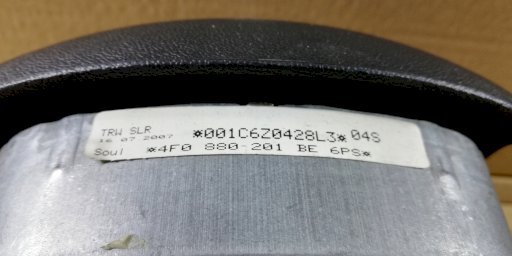 TRW SLR *001C6Z0428L3* 04S
16.07.2007
Soul *4F0 880 201 BE 6PS*